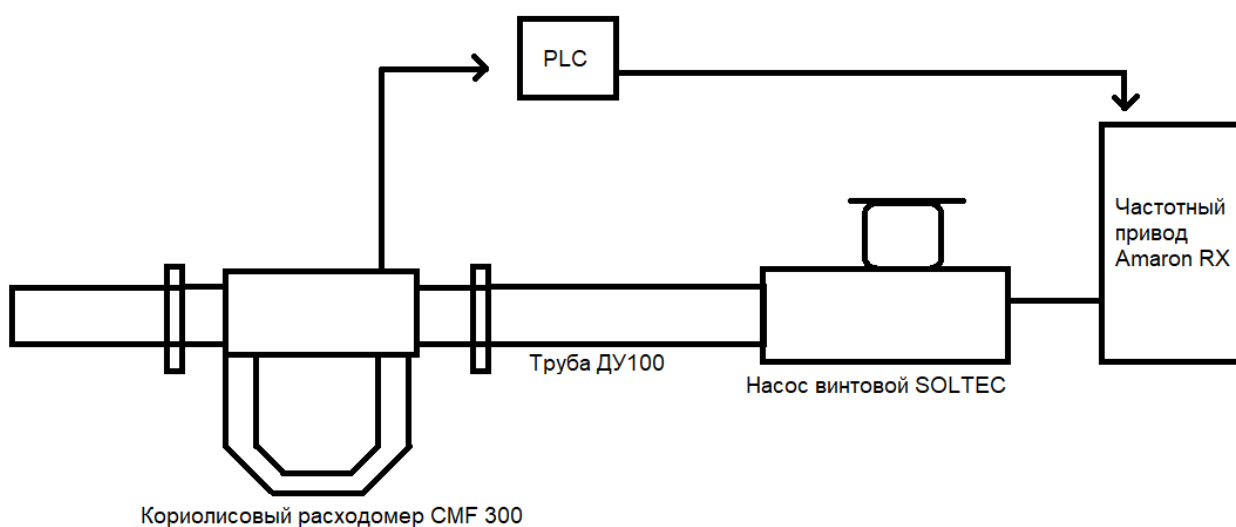 PLC
Частотный
привод
Amaron RX
Труба ДУ100
Насос винтовой SOLTEC
Кориолисовый расходомер CMF 300